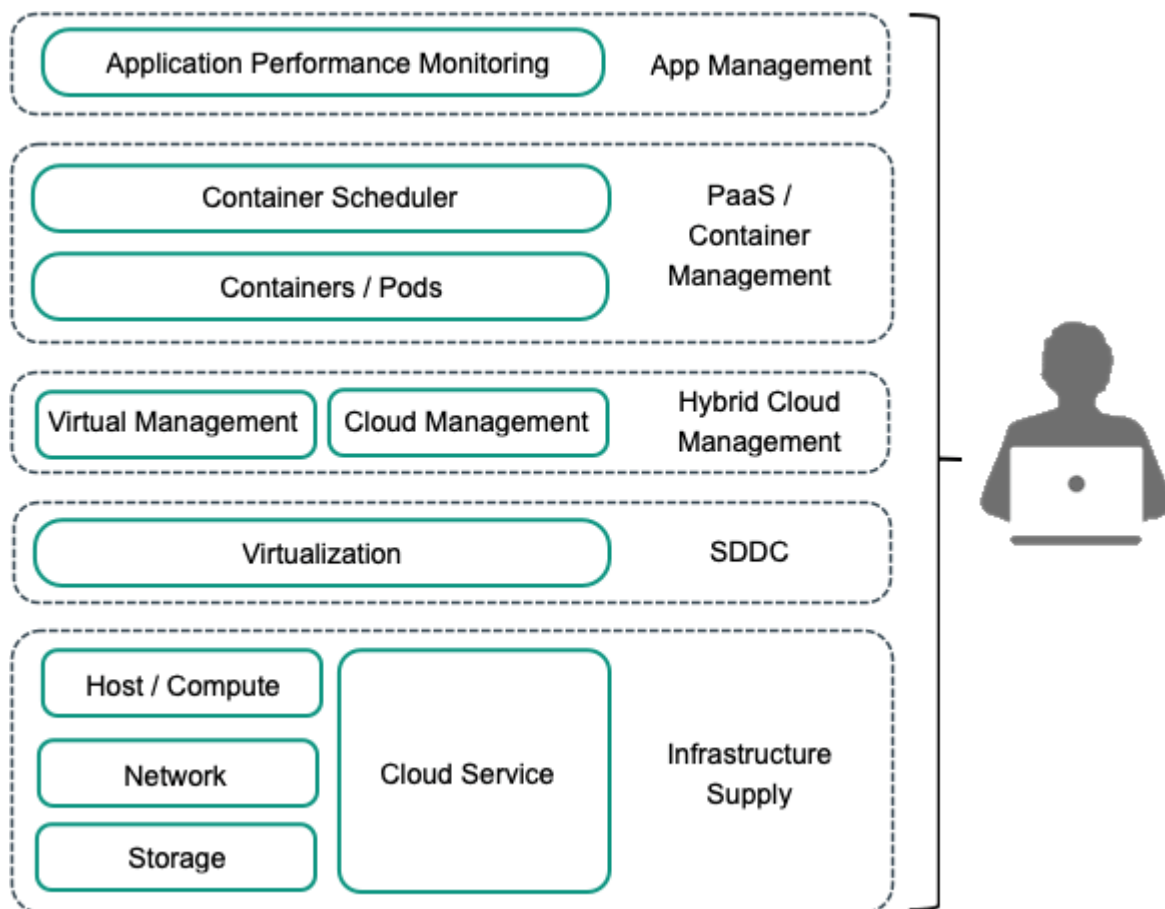 Application Performance Monitoring
App Management
Container Scheduler
Containers / Pods
PaaS /
Container
Management
Virtual Management
Cloud Management
Hybrid Cloud
Management
Virtualization
SDDC
Host / Compute
Network
Storage
Cloud Service
Infrastructure
Supply